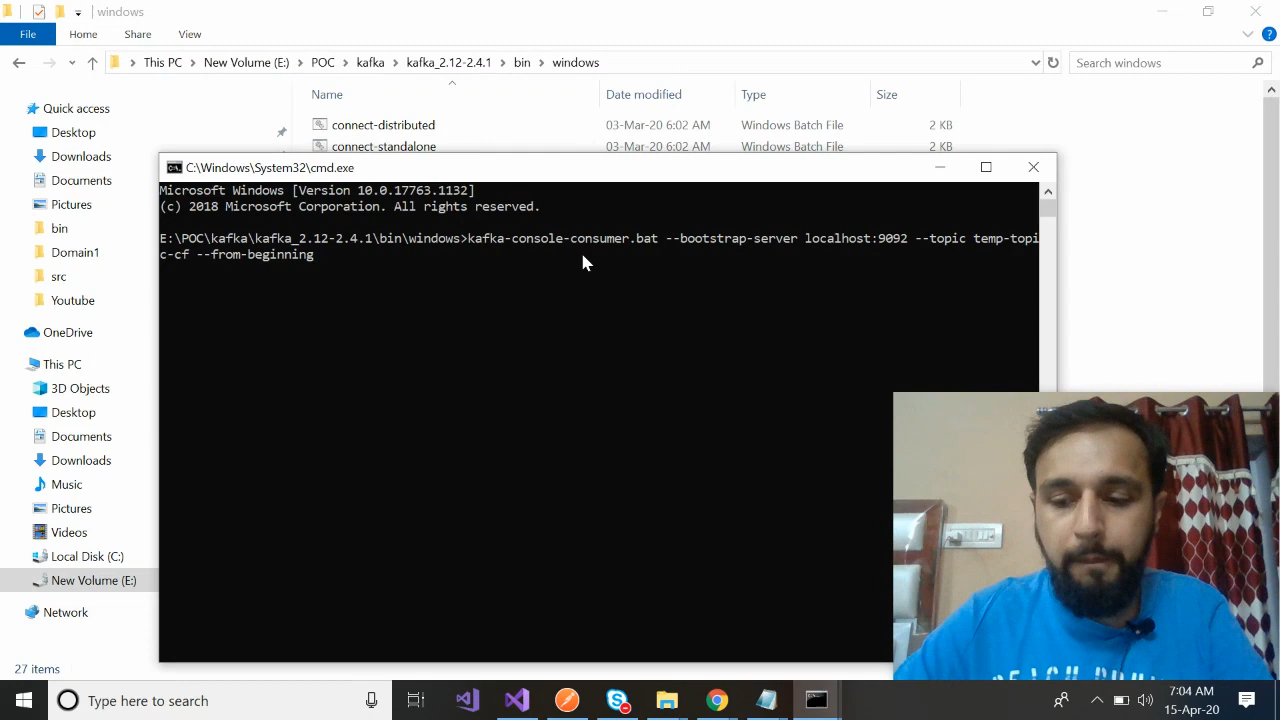 windows
File Home Share View
This PC New Volume (E:) POC kafka kafka_2.12-2.4.1 bin windows
Search windows
Name Date modified Type Size
Quick access
Desktop
Downloads
Documents
Pictures
bin
Domain1
src
Youtube
OneDrive
This PC
3D Objects
Desktop
Documents
Downloads
Music
Pictures
Videos
Local Disk (C:)
New Volume (E:)
Network
connect-distributed 03-Mar-20 6:02 AM Windows Batch File 2 KB
connect-standalone 03-Mar-20 6:02 AM Windows Batch File 2 KB
C:\Windows\System32\cmd.exe
Microsoft Windows [Version 10.0.17763.1132]
(c) 2018 Microsoft Corporation. All rights reserved.
E:\POC\kafka\kafka_2.12-2.4.1\bin\windows>kafka-console-consumer.bat --bootstrap-server localhost:9092 --topic temp-topi
c-cf --from-beginning
27 items
Type here to search
7:04 AM
15-Apr-20